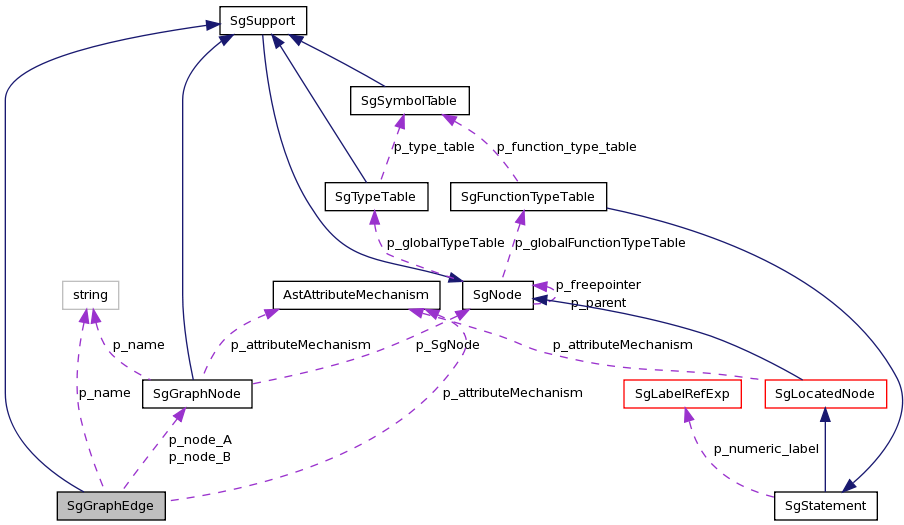 SgSupport
SgSymbolTable
p_type_table
p_function_type_table
SgTypeTable
SgFunctionTypeTable
p_globalTypeTable
p_globalFunctionTypeTable
string
AstAttributeMechanism
SgNode
p_freepointer
p_parent
p_name
p_attributeMechanism
p_SgNode
p_attributeMechanism
SgGraphNode
SgLabelRefExp
SgLocatedNode
p_name
p_attributeMechanism
p_node_A
p_node_B
p_numeric_label
SgGraphEdge
SgStatement